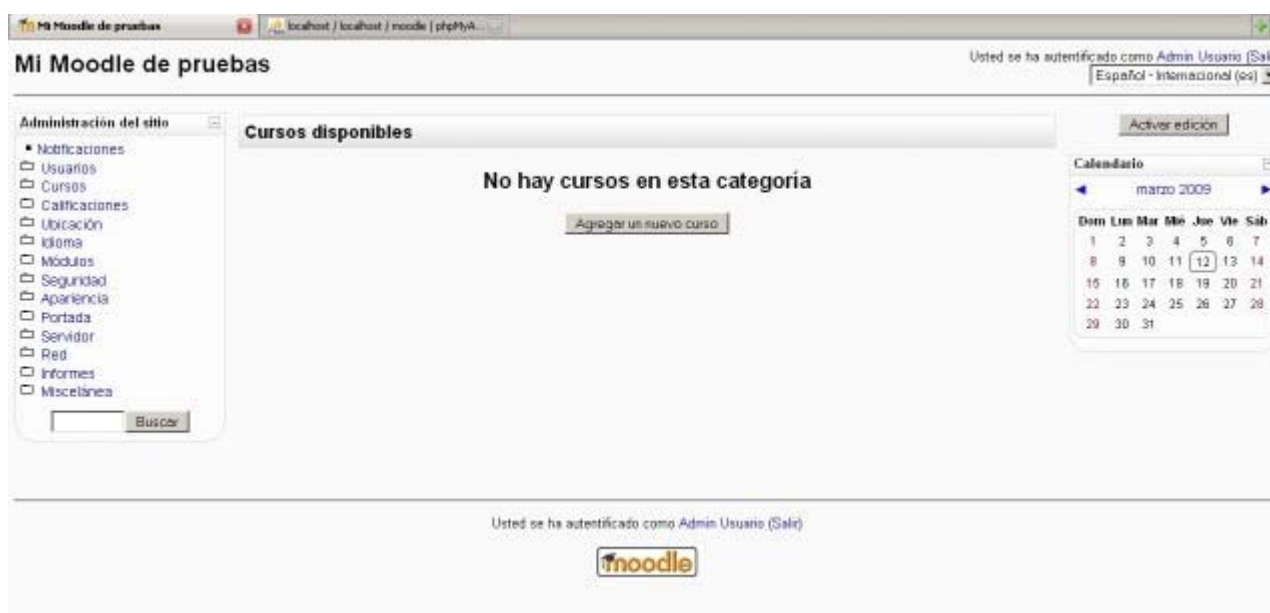 Mi Moodle de pruebas
localhost / localhost / moodle | phpMyA...
Mi Moodle de pruebas
Usted se ha autentificado como Admin Usuario (Sali
Español - Internacional (es)
Administración del sitio
Notificaciones
Usuarios
Cursos
Calificaciones
Ubicación
Idioma
Módulos
Seguridad
Apariencia
Portada
Servidor
Red
Informes
Miscelánea
Buscar
Cursos disponibles
No hay cursos en esta categoría
Agregar un nuevo curso
Activar edición
Calendario
marzo 2009
Dom Lun Mar Mié Jue Vie Sáb
1 2 3 4 5 6 7
8 9 10 11 12 13 14
15 16 17 18 19 20 21
22 23 24 25 26 27 28
29 30 31
Usted se ha autentificado como Admin Usuario (Salir)
moodle